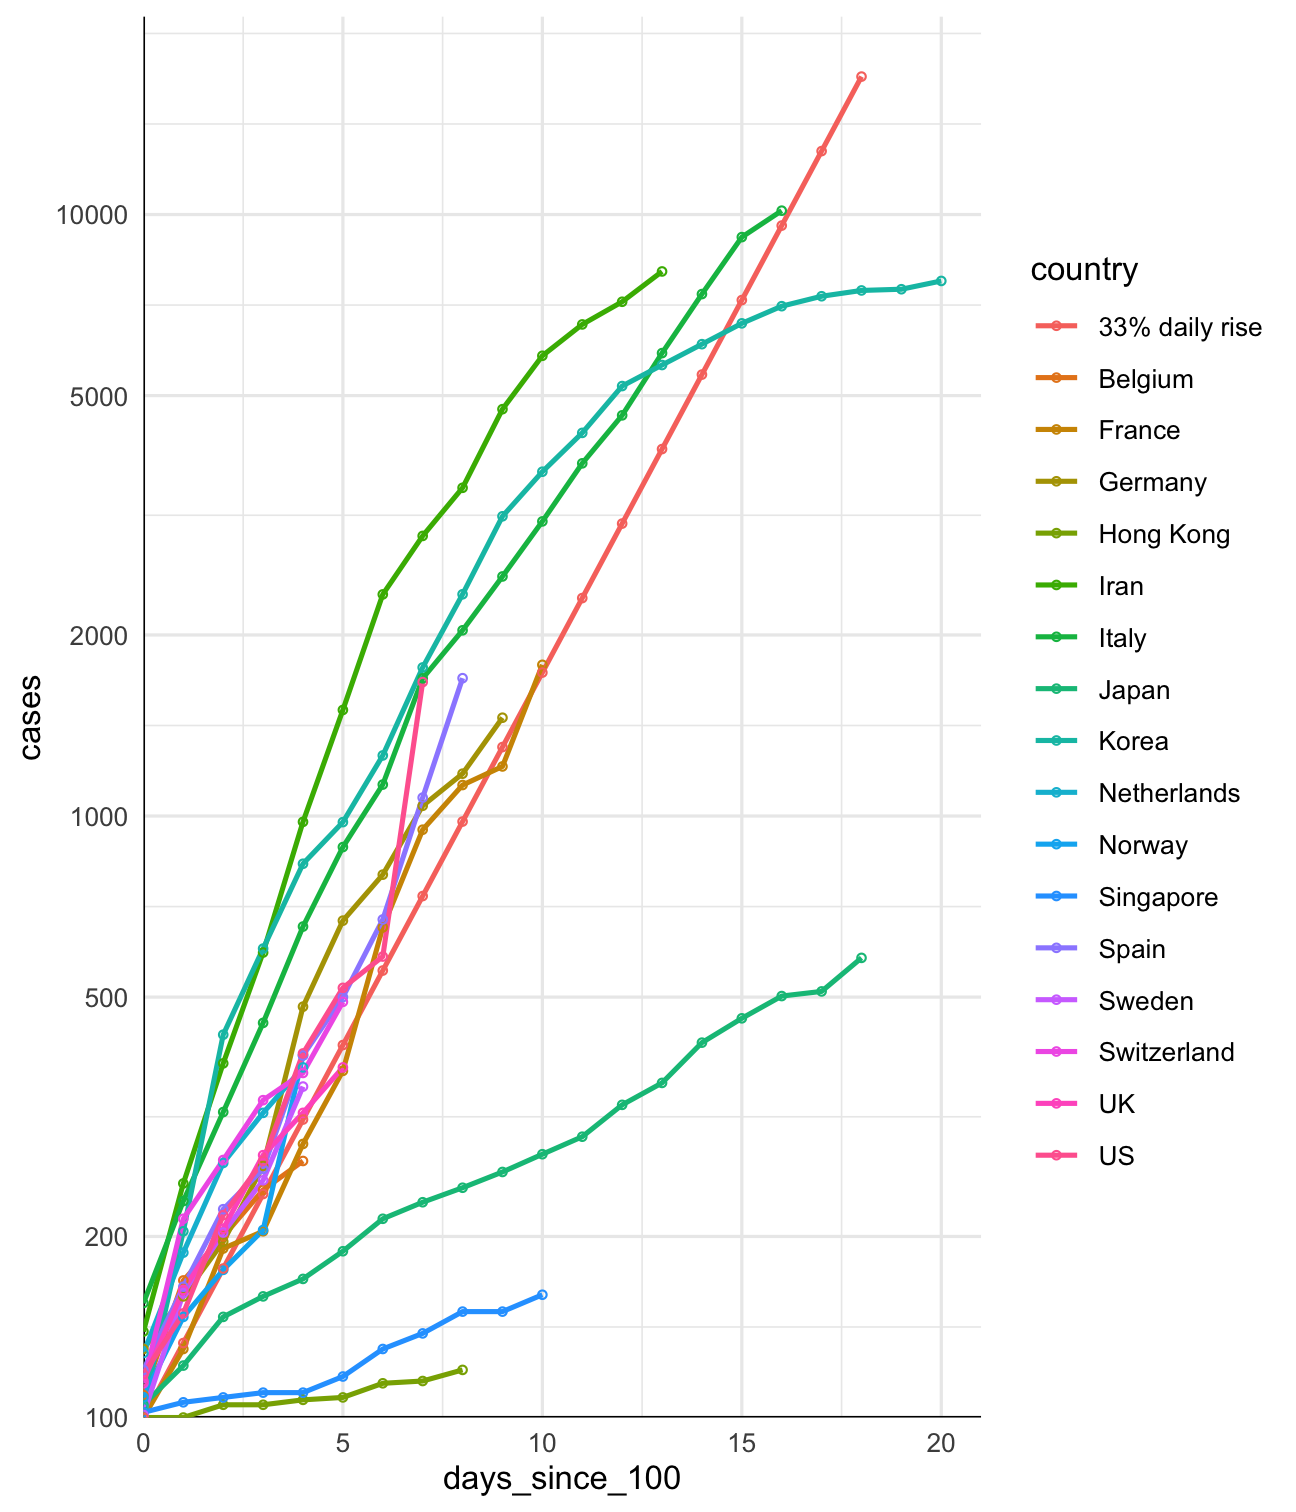 10000
5000
2000
1000
500
200
100
cases
0 5 10 15 20
days_since_100
country
33% daily rise
Belgium
France
Germany
Hong Kong
Iran
Italy
Japan
Korea
Netherlands
Norway
Singapore
Spain
Sweden
Switzerland
UK
US